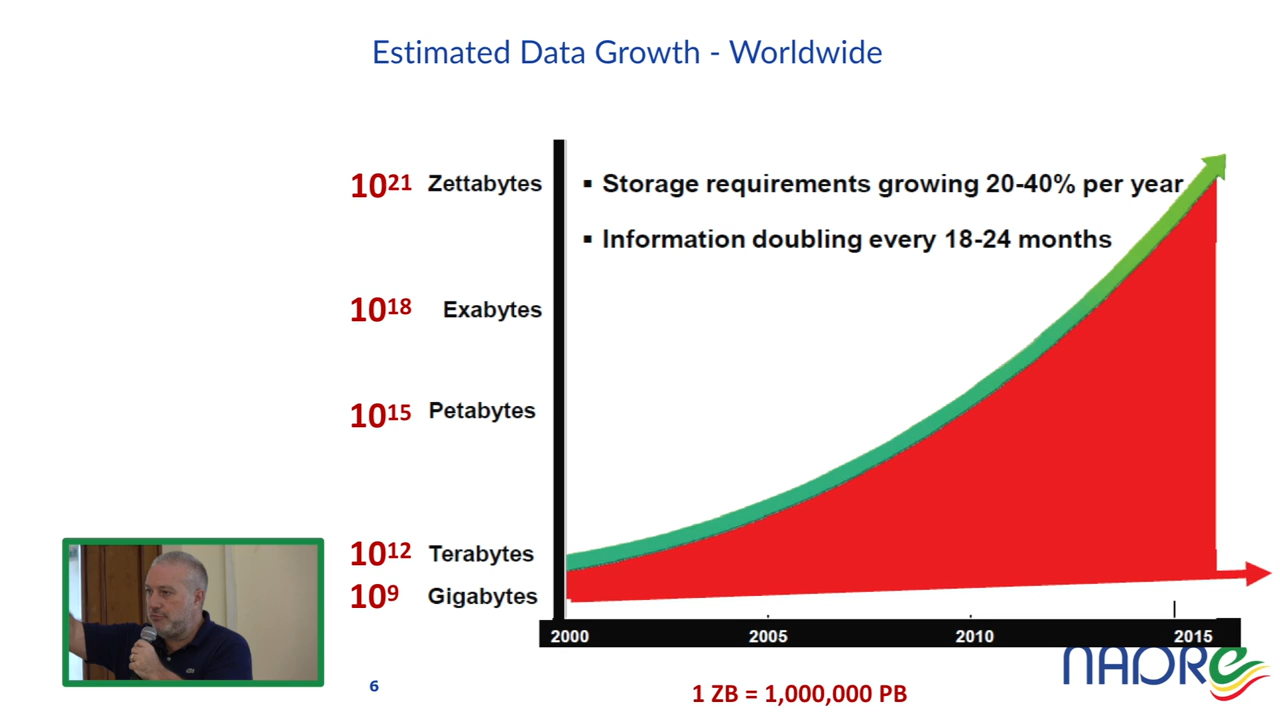 Estimated Data Growth - Worldwide
10²¹ Zettabytes
▪ Storage requirements growing 20-40% per year
▪ Information doubling every 18-24 months
10¹⁸ Exabytes
10¹⁵ Petabytes
10¹² Terabytes
10⁹ Gigabytes
2000 2005 2010 2015
NADRe
6
1 ZB = 1,000,000 PB